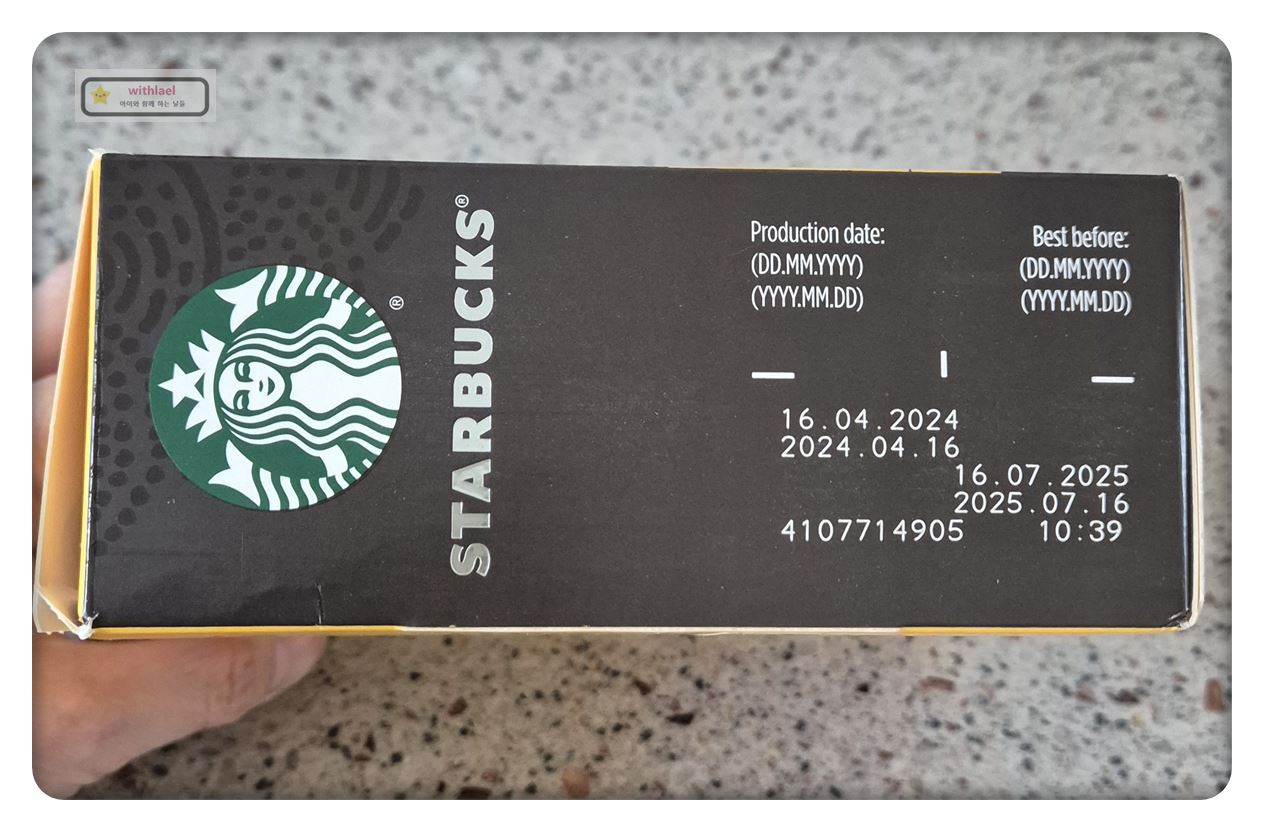 withlael
아이와 함께 하는 날들
STARBUCKS®
®
Production date:
(DD.MM.YYYY)
(YYYY.MM.DD)
Best before:
(DD.MM.YYYY)
(YYYY.MM.DD)
16.04.2024
2024.04.16
16.07.2025
2025.07.16
4107714905 10:39